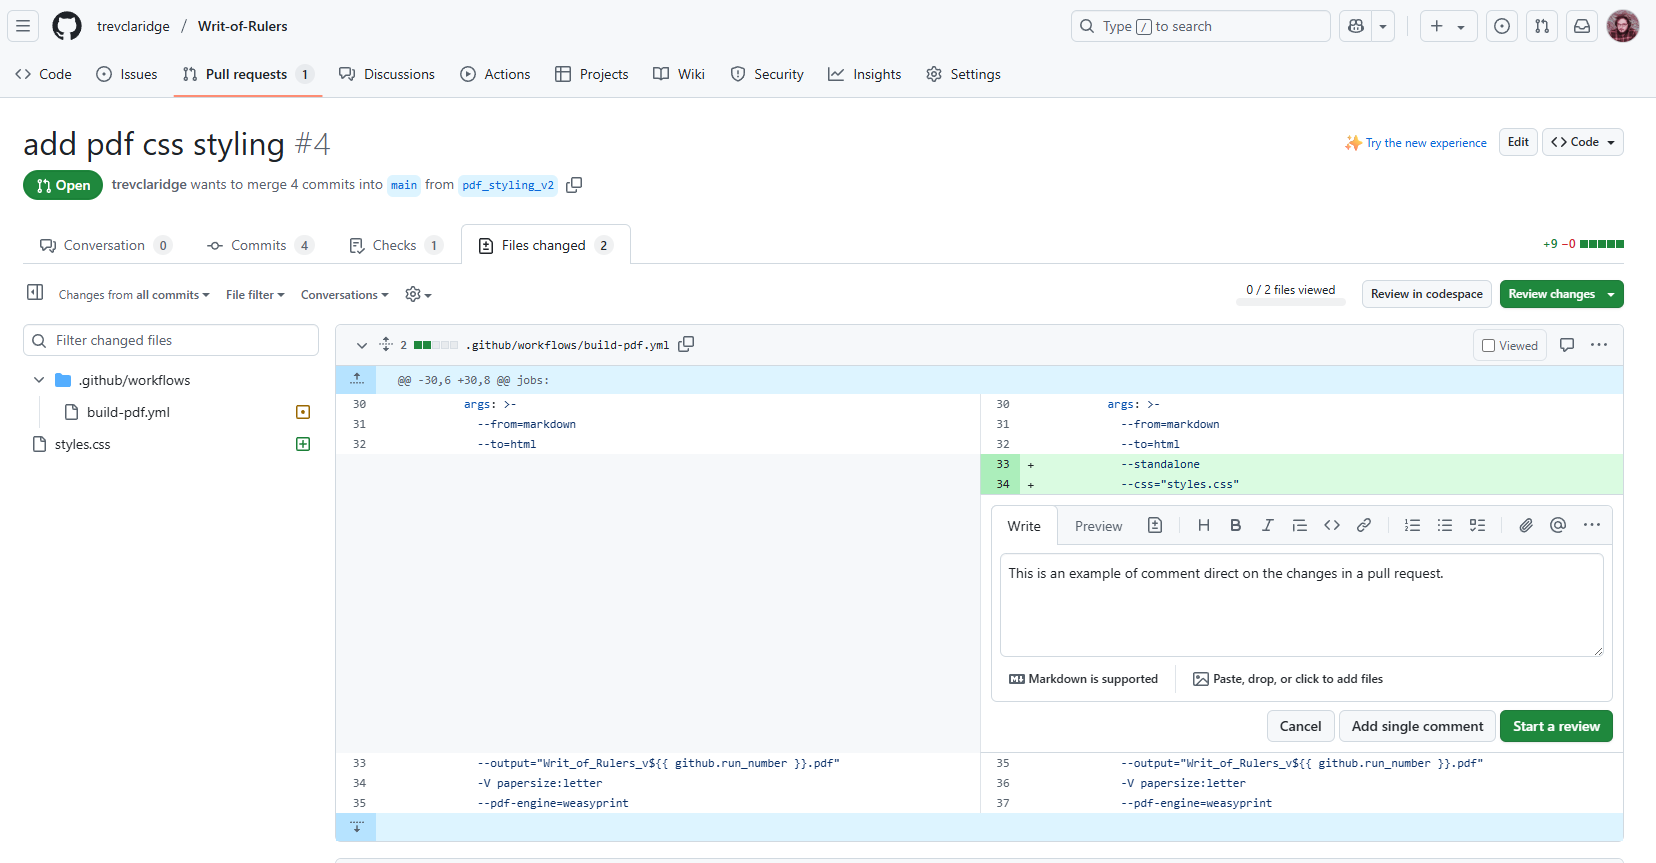 trevclaridge / Writ-of-Rulers
Type / to search
Code Issues Pull requests 1 Discussions Actions Projects Wiki Security Insights Settings
add pdf css styling #4
Try the new experience Edit Code
Open trevclaridge wants to merge 4 commits into main from pdf_styling_v2
Conversation 0 Commits 4 Checks 1 Files changed 2
+9 −0
Changes from all commits File filter Conversations
0 / 2 files viewed Review in codespace Review changes
Filter changed files
.github/workflows
build-pdf.yml
styles.css
2 .github/workflows/build-pdf.yml Viewed
@@ -30,6 +30,8 @@ jobs:
30 args: >- 30 args: >-
31 --from=markdown 31 --from=markdown
32 --to=html 32 --to=html
33 + --standalone
34 + --css="styles.css"
Write Preview
This is an example of comment direct on the changes in a pull request.
Markdown is supported Paste, drop, or click to add files
Cancel Add single comment Start a review
33 --output="Writ_of_Rulers_v${{ github.run_number }}.pdf" 35 --output="Writ_of_Rulers_v${{ github.run_number }}.pdf"
34 -V papersize:letter 36 -V papersize:letter
35 --pdf-engine=weasyprint 37 --pdf-engine=weasyprint